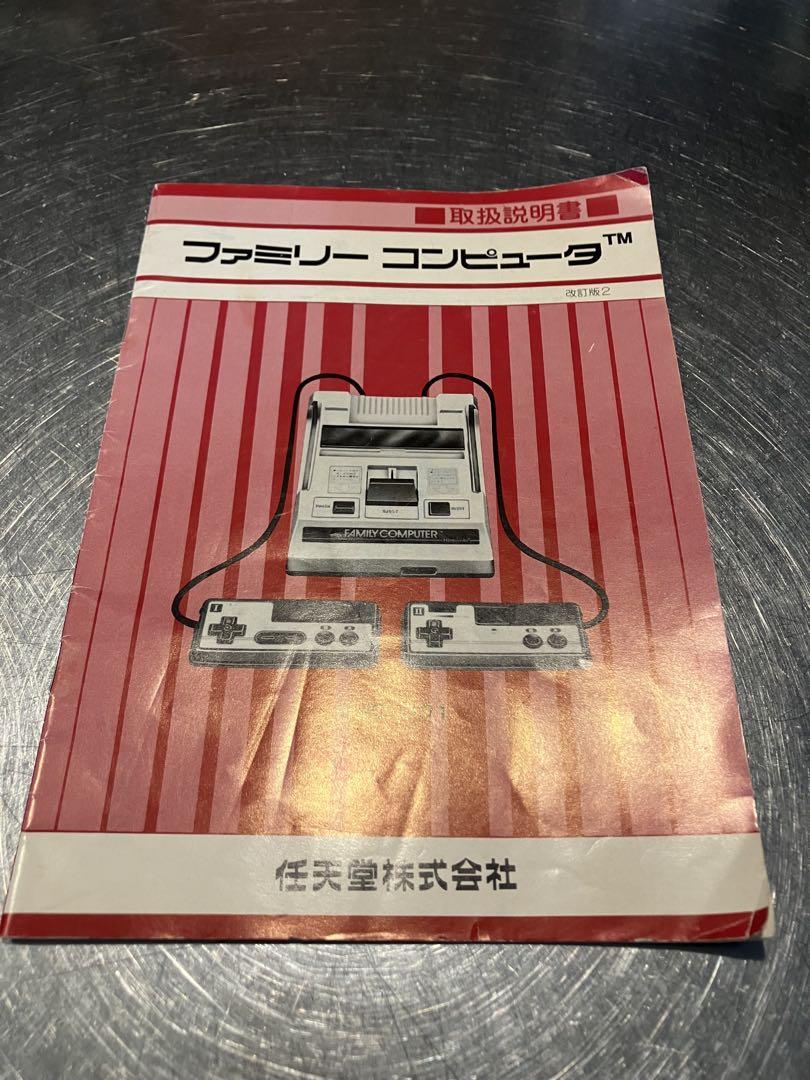 ■取扱説明書■
ファミリー コンピュータ™
改訂版2
FAMILY COMPUTER
I
II
任天堂株式会社